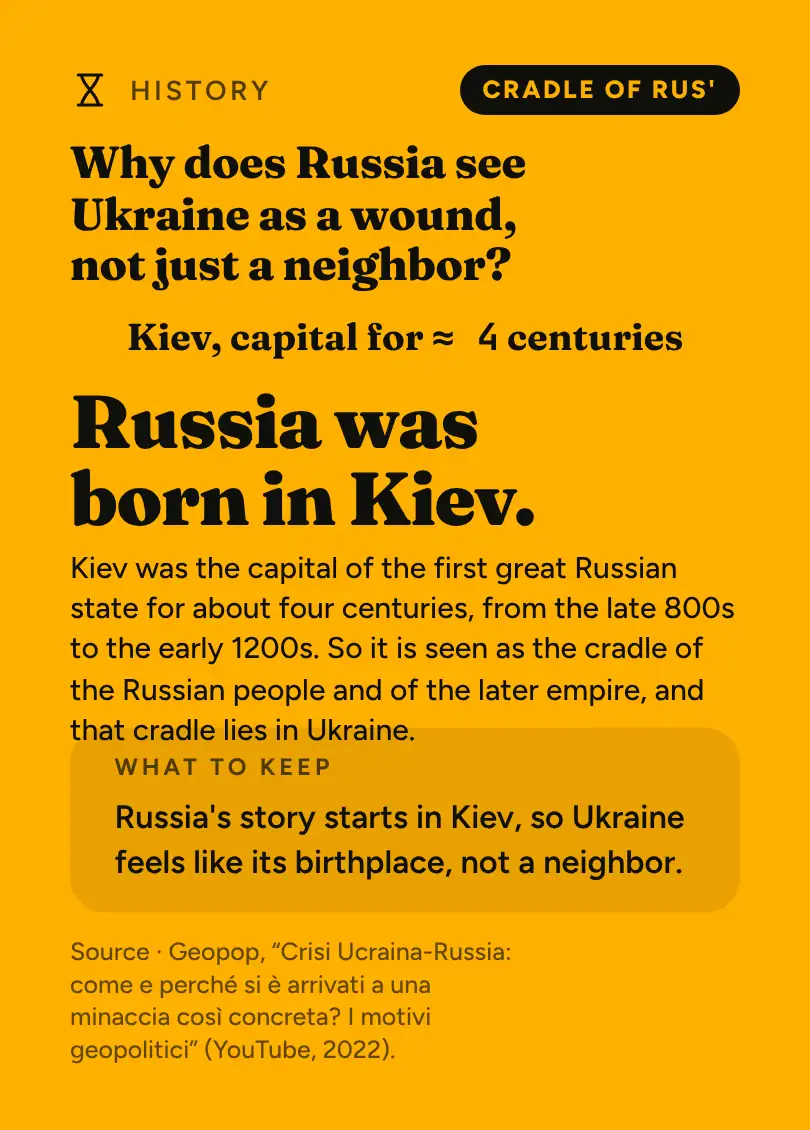 HISTORY
CRADLE OF RUS'
Why does Russia see
Ukraine as a wound,
not just a neighbor?
Kiev, capital for ≈ 4 centuries
Russia was
born in Kiev.
Kiev was the capital of the first great Russian
state for about four centuries, from the late 800s
to the early 1200s. So it is seen as the cradle of
the Russian people and of the later empire, and
that cradle lies in Ukraine.
WHAT TO KEEP
Russia's story starts in Kiev, so Ukraine
feels like its birthplace, not a neighbor.
Source · Geopop, “Crisi Ucraina-Russia:
come e perché si è arrivati a una
minaccia così concreta? I motivi
geopolitici” (YouTube, 2022).